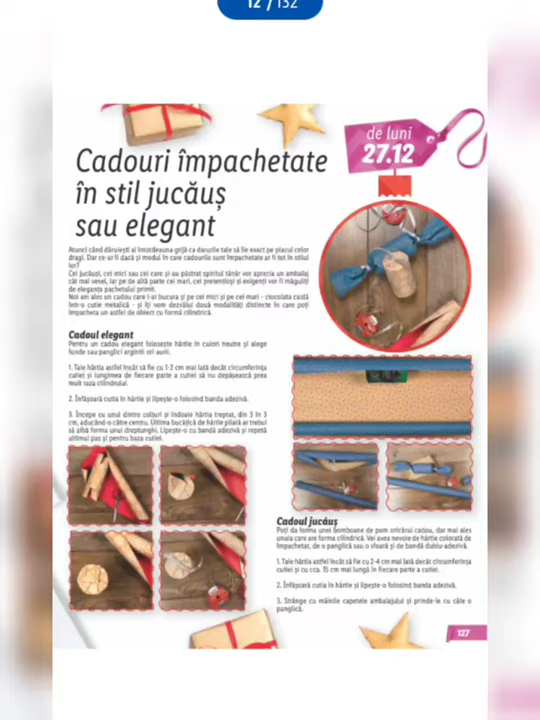 12 / 132
de luni
27.12
Cadouri împachetate
în stil jucăuș
sau elegant
Atunci când dăruiești ai întotdeauna grijă ca darurile tale să fie exact pe placul celor
dragi. Dar ce-ar fi dacă și modul în care cadourile sunt împachetate ar fi tot în stilul
lor?
Cei jucăuși, cei mici sau cei care și-au păstrat spiritul tânăr vor aprecia un ambalaj
cât mai vesel, iar pe de altă parte cei mari, cei pretențioși și exigenți vor fi măguliți
de eleganța pachetului primit.
Noi am ales un cadou care i-ar bucura și pe cei mici și pe cei mari - ciocolata caldă
într-o cutie metalică - și îți vom dezvălui două modalități distincte în care poți
împacheta un astfel de obiect cu formă cilindrică.
Cadoul elegant
Pentru un cadou elegant folosește hârtie în culori neutre și alege
funde sau panglici argintii ori aurii.
1. Taie hârtia astfel încât să fie cu 1-2 cm mai lată decât circumferința
cutiei și lungimea de fiecare parte a cutiei să nu depășească prea
mult raza cilindrului.
2. Înfășoară cutia în hârtie și lipește-o folosind banda adezivă.
3. Începe cu unul dintre colțuri și îndoaie hârtia treptat, din 3 în 3
cm, aducând-o către centru. Ultima bucățică de hârtie pliară ar trebui
să aibă forma unui dreptunghi. Lipește-o cu bandă adezivă și repetă
ultimul pas și pentru baza cutiei.
Cadoul jucăuș
Poți da forma unei bomboane de pom oricărui cadou, dar mai ales
unuia care are forma cilindrică. Vei avea nevoie de hârtie colorată de
împachetat, de o panglică sau o sfoară și de bandă dublu-adezivă.
1. Taie hârtia astfel încât să fie cu 2-4 cm mai lată decât circumferința
cutiei și cu cca. 15 cm mai lungă în fiecare parte a cutiei.
2. Înfășoară cutia în hârtie și lipește-o folosind banda adezivă.
3. Strânge cu mâinile capetele ambalajului și prinde-le cu câte o
panglică.
127